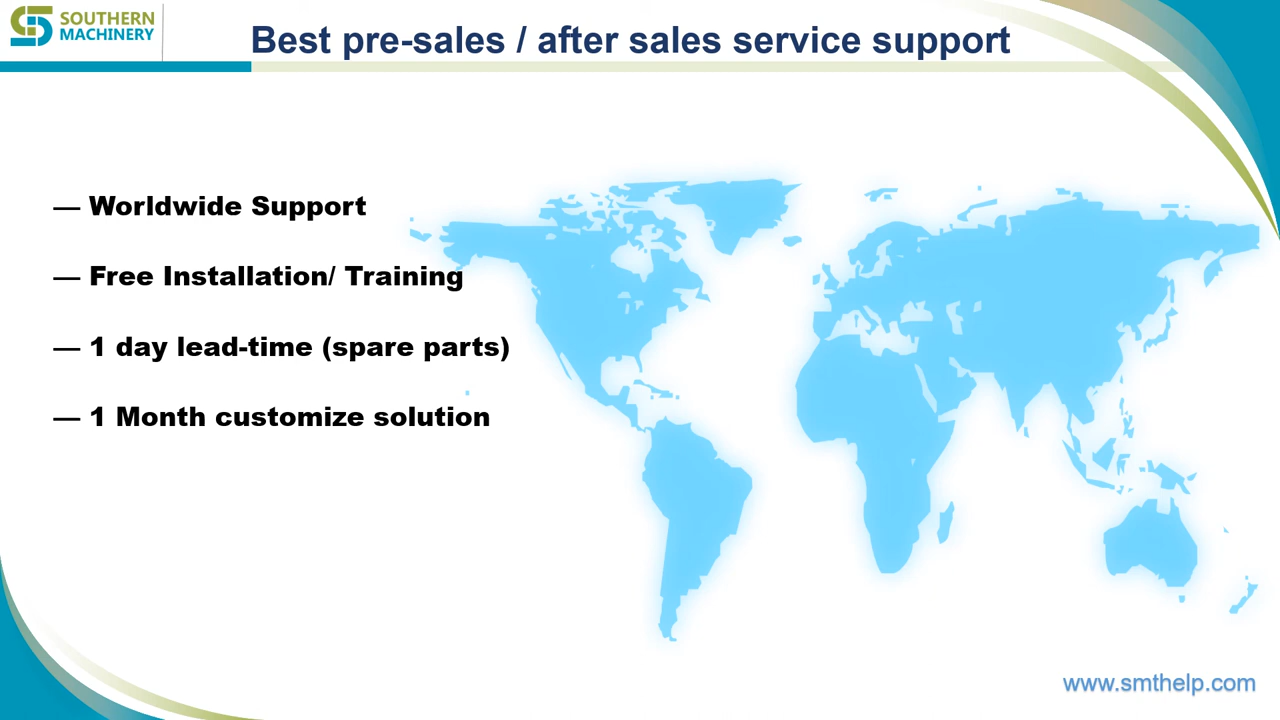 SOUTHERN
MACHINERY
Best pre-sales / after sales service support
— Worldwide Support
— Free Installation/ Training
— 1 day lead-time (spare parts)
— 1 Month customize solution
www.smthelp.com